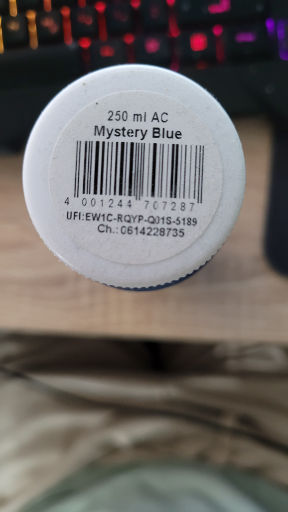 250 ml AC
Mystery Blue
4 001244 707287
UFI:EW1C-RQYP-Q01S-5189
Ch.: 0614228735